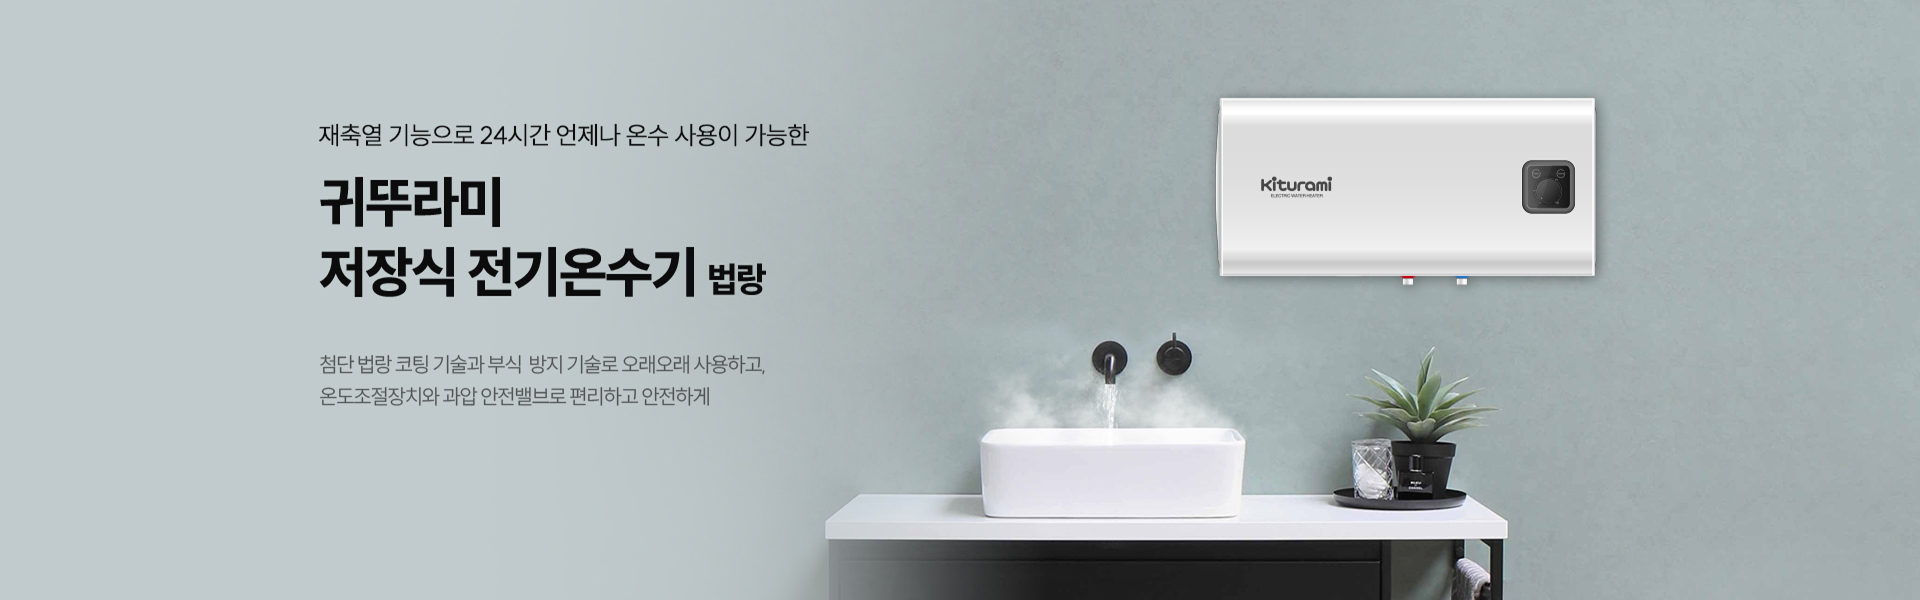 재축열 기능으로 24시간 언제나 온수 사용이 가능한
귀뚜라미
저장식 전기온수기 법랑
첨단 법랑 코팅 기술과 부식 방지 기술로 오래오래 사용하고,
온도조절장치와 과압 안전밸브로 편리하고 안전하게
Kiturami
ELECTRIC WATER HEATER